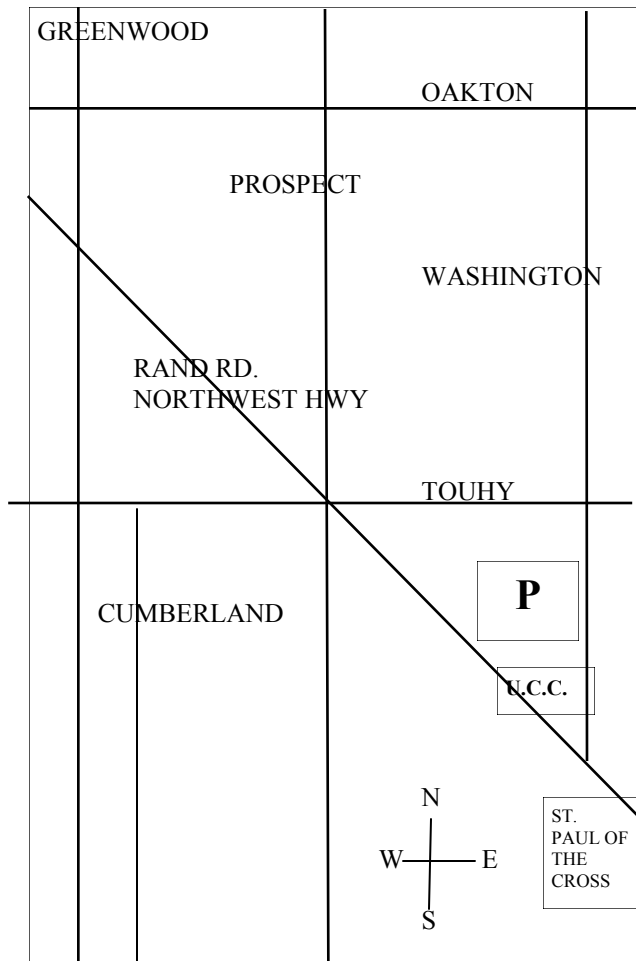 GREENWOOD
OAKTON
PROSPECT
WASHINGTON
RAND RD.
NORTHWEST HWY
TOUHY
P
CUMBERLAND
U.C.C.
N
W E
S
ST.
PAUL OF
THE
CROSS